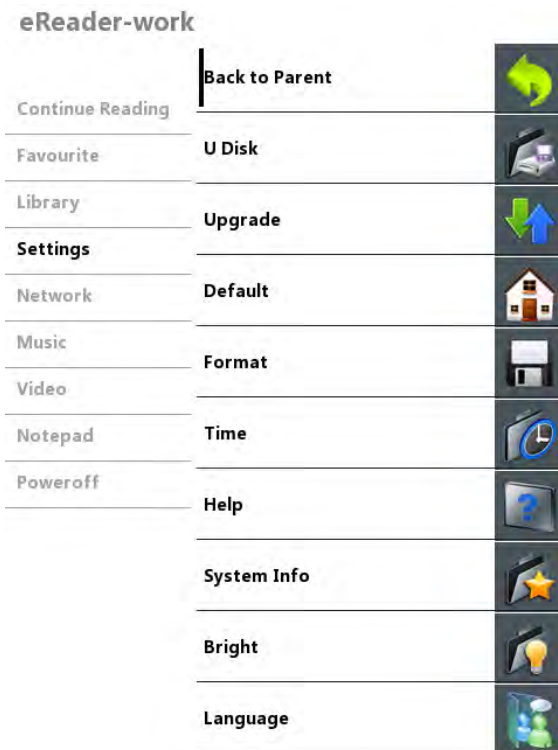 eReader-work
Continue Reading
Favourite
Library
Settings
Network
Music
Video
Notepad
Poweroff
Back to Parent
U Disk
Upgrade
Default
Format
Time
Help
System Info
Bright
Language